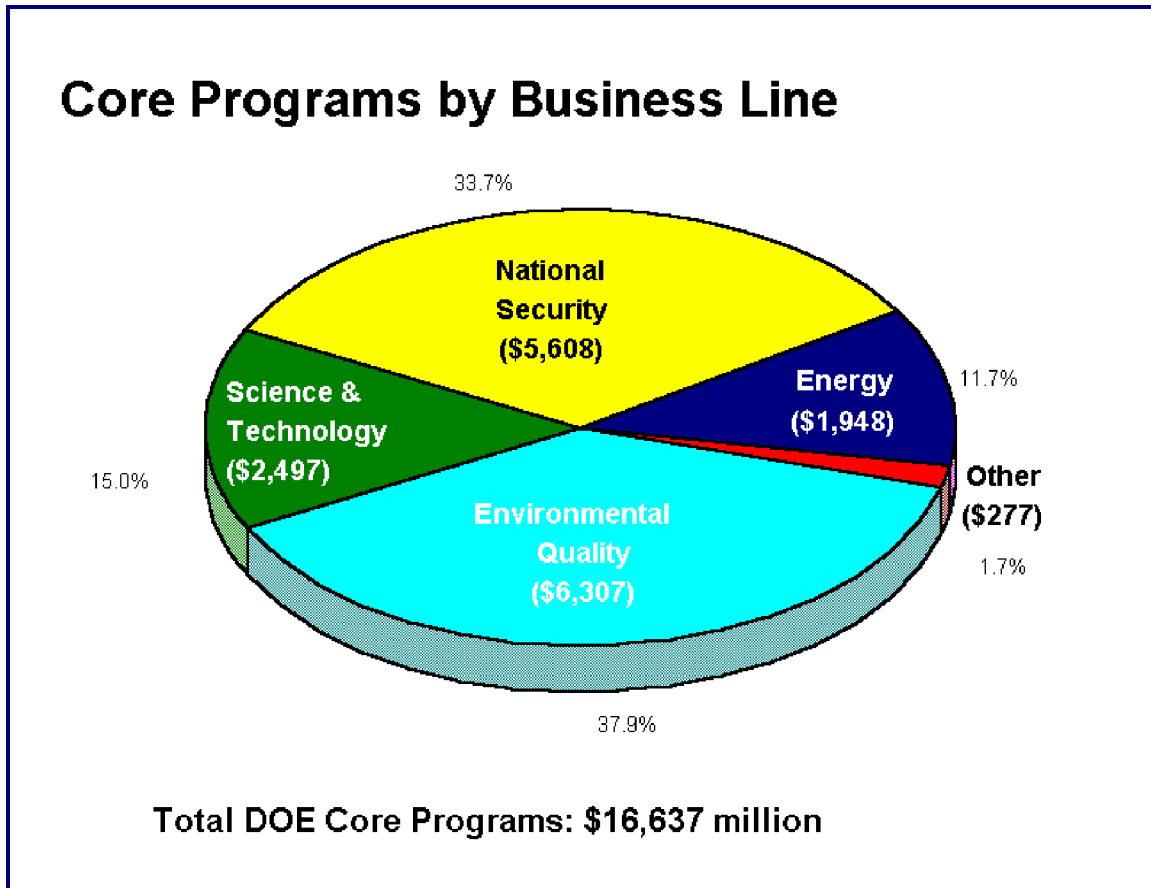 Core Programs by Business Line
33.7%
National
Security
($5,608)
Energy
($1,948)
11.7%
Science &
Technology
($2,497)
15.0%
Other
($277)
1.7%
Environmental
Quality
($6,307)
37.9%
Total DOE Core Programs: $16,637 million